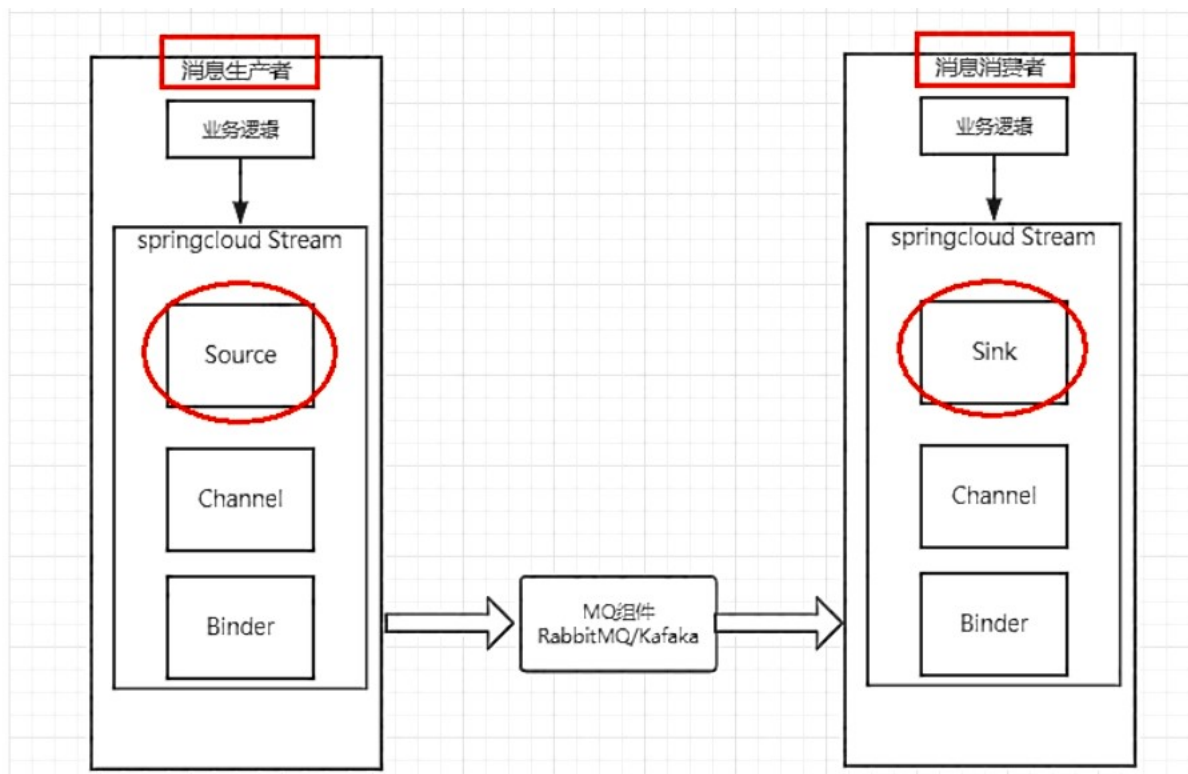 消息生产者
业务逻辑
springcloud Stream
Source
Channel
Binder
MQ组件
RabbitMQ/Kafaka
消息消费者
业务逻辑
springcloud Stream
Sink
Channel
Binder